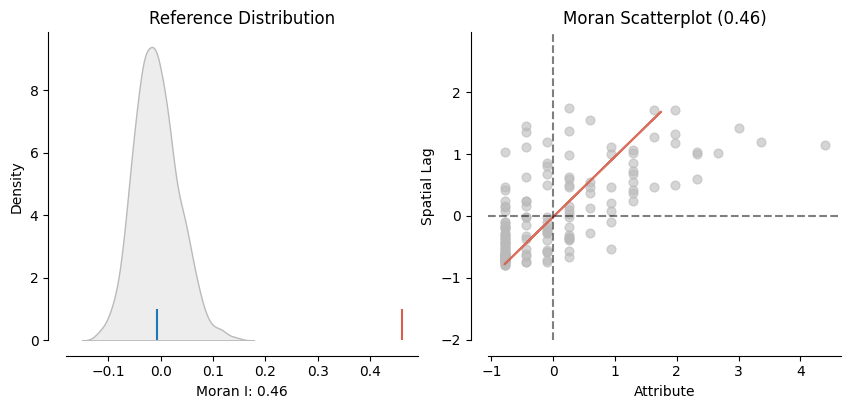 Reference Distribution
Density
0
2
4
6
8
−0.1 0.0 0.1 0.2 0.3 0.4
Moran I: 0.46
Moran Scatterplot (0.46)
Spatial Lag
2
1
0
−1
−2
−1 0 1 2 3 4
Attribute